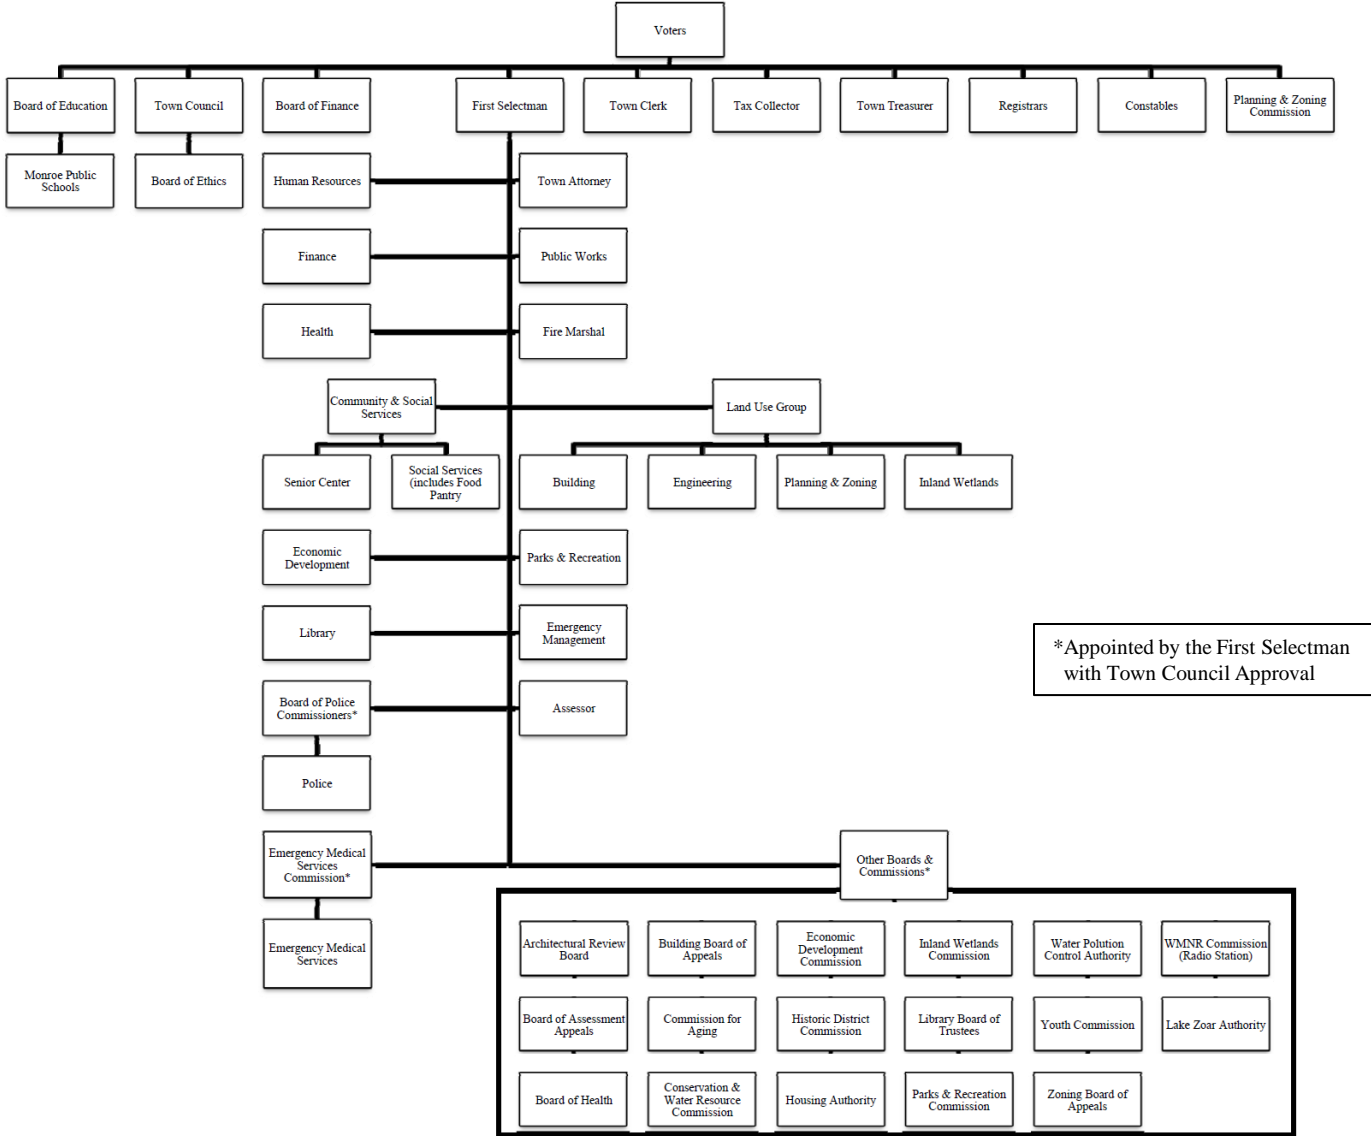 Voters
Board of Education
Town Council
Board of Finance
First Selectman
Town Clerk
Tax Collector
Town Treasurer
Registrars
Constables
Planning & Zoning
Commission
Monroe Public
Schools
Board of Ethics
Human Resources
Town Attorney
Finance
Public Works
Health
Fire Marshal
Community & Social
Services
Land Use Group
Senior Center
Social Services
(includes Food
Pantry
Building
Engineering
Planning & Zoning
Inland Wetlands
Economic
Development
Parks & Recreation
Library
Emergency
Management
*Appointed by the First Selectman
with Town Council Approval
Board of Police
Commissioners*
Assessor
Police
Emergency Medical
Services
Commission*
Other Boards &
Commissions*
Emergency Medical
Services
Architectural Review
Board
Building Board of
Appeals
Economic
Development
Commission
Inland Wetlands
Commission
Water Polution
Control Authority
WMNR Commission
(Radio Station)
Board of Assessment
Appeals
Commission for
Aging
Historic District
Commission
Library Board of
Trustees
Youth Commission
Lake Zoar Authority
Board of Health
Conservation &
Water Resource
Commission
Housing Authority
Parks & Recreation
Commission
Zoning Board of
Appeals